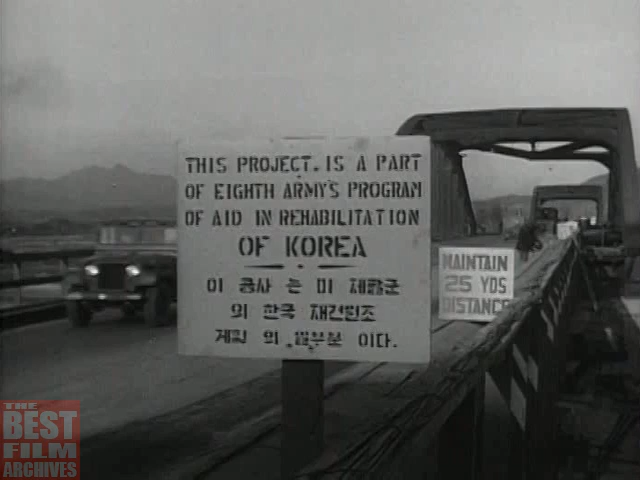 THIS PROJECT. IS A PART
OF EIGHTH ARMY'S PROGRAM
OF AID IN REHABILITATION
OF KOREA
이 공사 는 미 제팔군
의 한국 재건원조
게획 의 일부분 이다.
MAINTAIN
25 YDS
DISTANCE
THE
BEST
FILM
ARCHIVES